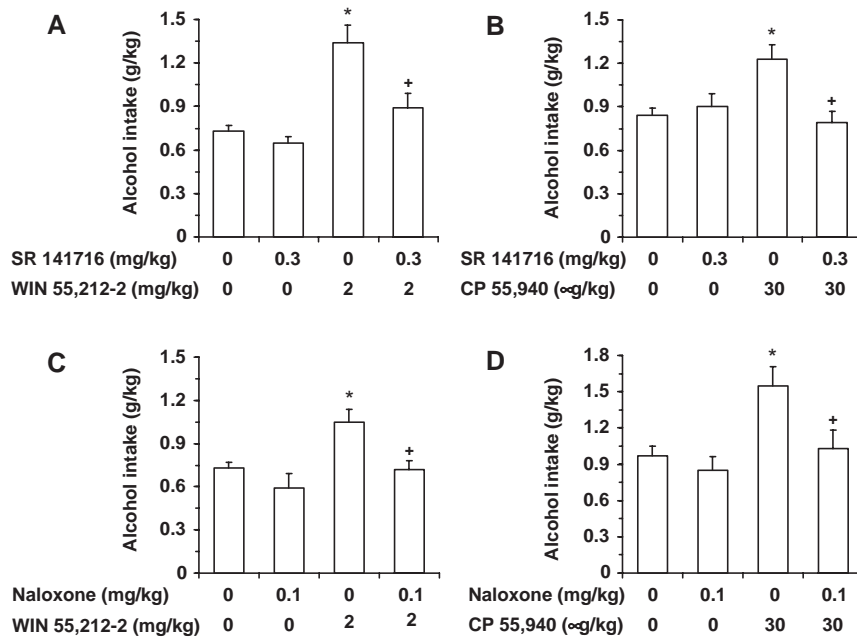 A
Alcohol intake (g/kg)
1.5
1.2
0.9
0.6
0.3
0
*
+
SR 141716 (mg/kg) 0 0.3 0 0.3
WIN 55,212-2 (mg/kg) 0 0 2 2
B
Alcohol intake (g/kg)
1.5
1.2
0.9
0.6
0.3
0
*
+
SR 141716 (mg/kg) 0 0.3 0 0.3
CP 55,940 (∝g/kg) 0 0 30 30
C
Alcohol intake (g/kg)
1.5
1.2
0.9
0.6
0.3
0
*
+
Naloxone (mg/kg) 0 0.1 0 0.1
WIN 55,212-2 (mg/kg) 0 0 2 2
D
Alcohol intake (g/kg)
1.8
1.5
1.2
0.9
0.6
0.3
0
*
+
Naloxone (mg/kg) 0 0.1 0 0.1
CP 55,940 (∝g/kg) 0 0 30 30